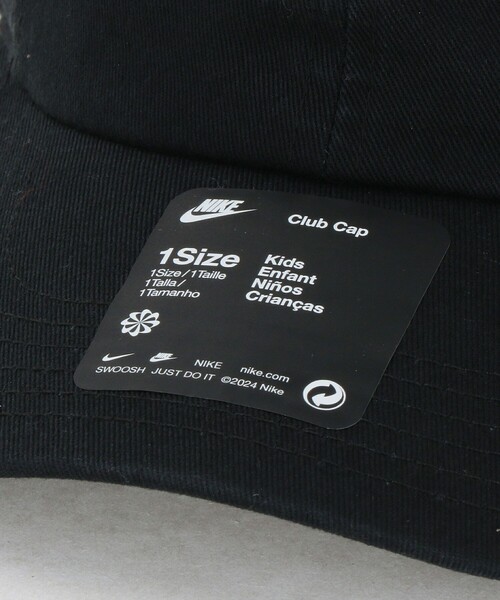 NIKE
Club Cap
1Size
1Size/1Taille
1Talla/
1Tamanho
Kids
Enfant
Niños
Crianças
NIKE nike.com
SWOOSH JUST DO IT ©2024 Nike